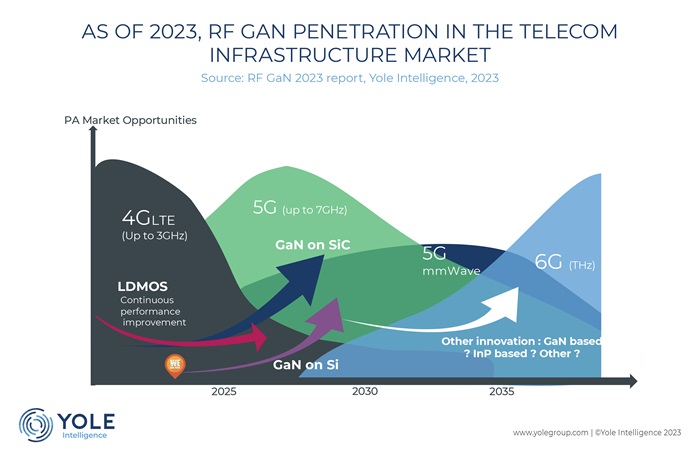 AS OF 2023, RF GAN PENETRATION IN THE TELECOM
INFRASTRUCTURE MARKET
Source: RF GaN 2023 report, Yole Intelligence, 2023
PA Market Opportunities
4GLTE
(Up to 3GHz)
5G (up to 7GHz)
GaN on SiC
5G
mmWave
6G (THz)
LDMOS
Continuous
performance
improvement
Other innovation : GaN based
? InP based ? Other ?
WE
GaN on Si
2025
2030
2035
YOLE
Intelligence
www.yolegroup.com | ©Yole Intelligence 2023